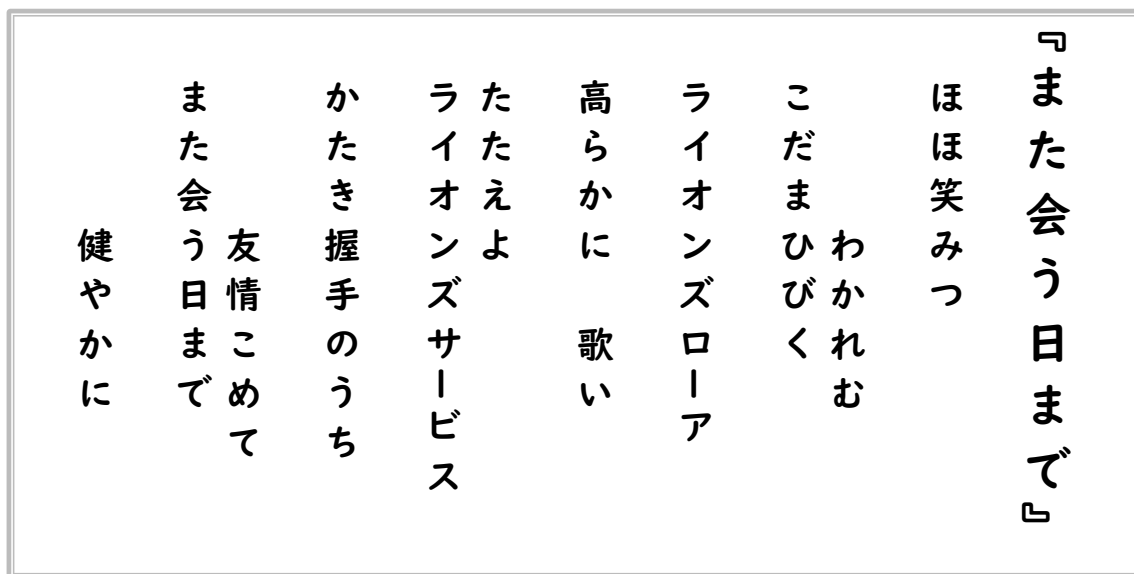 『また会う日まで』
ほほ笑みつ
わかれむ
こだまひびく
ライオンズローア
高らかに　歌い
たたえよ
ライオンズサービス
かたき握手のうち
友情こめて
また会う日まで
健やかに